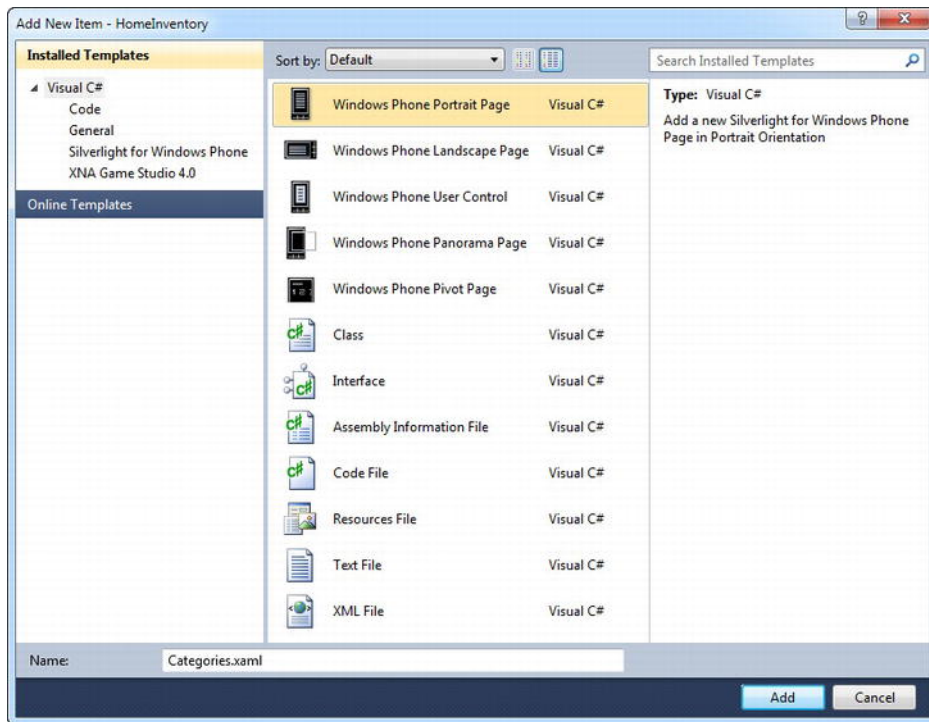 Add New Item - HomeInventory
Installed Templates
Visual C#
Code
General
Silverlight for Windows Phone
XNA Game Studio 4.0
Online Templates
Sort by: Default
Windows Phone Portrait Page Visual C#
Windows Phone Landscape Page Visual C#
Windows Phone User Control Visual C#
Windows Phone Panorama Page Visual C#
Windows Phone Pivot Page Visual C#
Class Visual C#
Interface Visual C#
Assembly Information File Visual C#
Code File Visual C#
Resources File Visual C#
Text File Visual C#
XML File Visual C#
Search Installed Templates
Type: Visual C#
Add a new Silverlight for Windows Phone
Page in Portrait Orientation
Name: Categories.xaml
Add Cancel